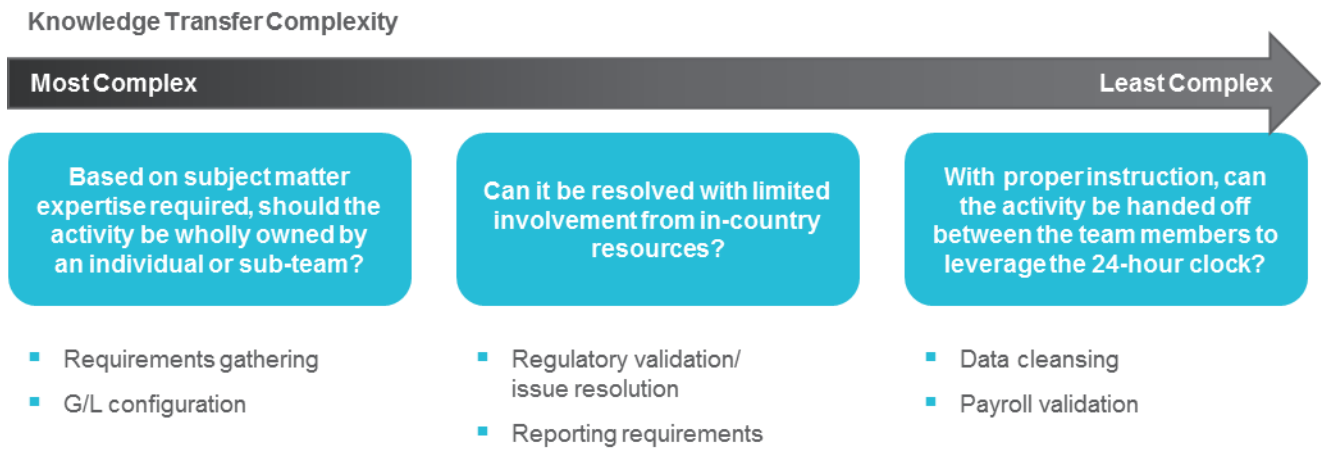 Knowledge Transfer Complexity
Most Complex
Least Complex
Based on subject matter
expertise required, should the
activity be wholly owned by
an individual or sub-team?
Requirements gathering
G/L configuration
Can it be resolved with limited
involvement from in-country
resources?
Regulatory validation/
issue resolution
Reporting requirements
With proper instruction, can
the activity be handed off
between the team members to
leverage the 24-hour clock?
Data cleansing
Payroll validation